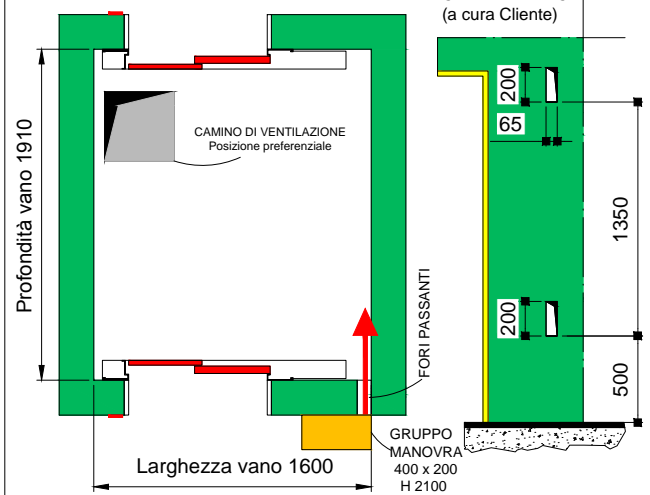 (a cura Cliente)
Profondità vano 1910
CAMINO DI VENTILAZIONE
Posizione preferenziale
FORI PASSANTI
GRUPPO
MANOVRA
400 x 200
H 2100
Larghezza vano 1600
200
65
1350
200
500